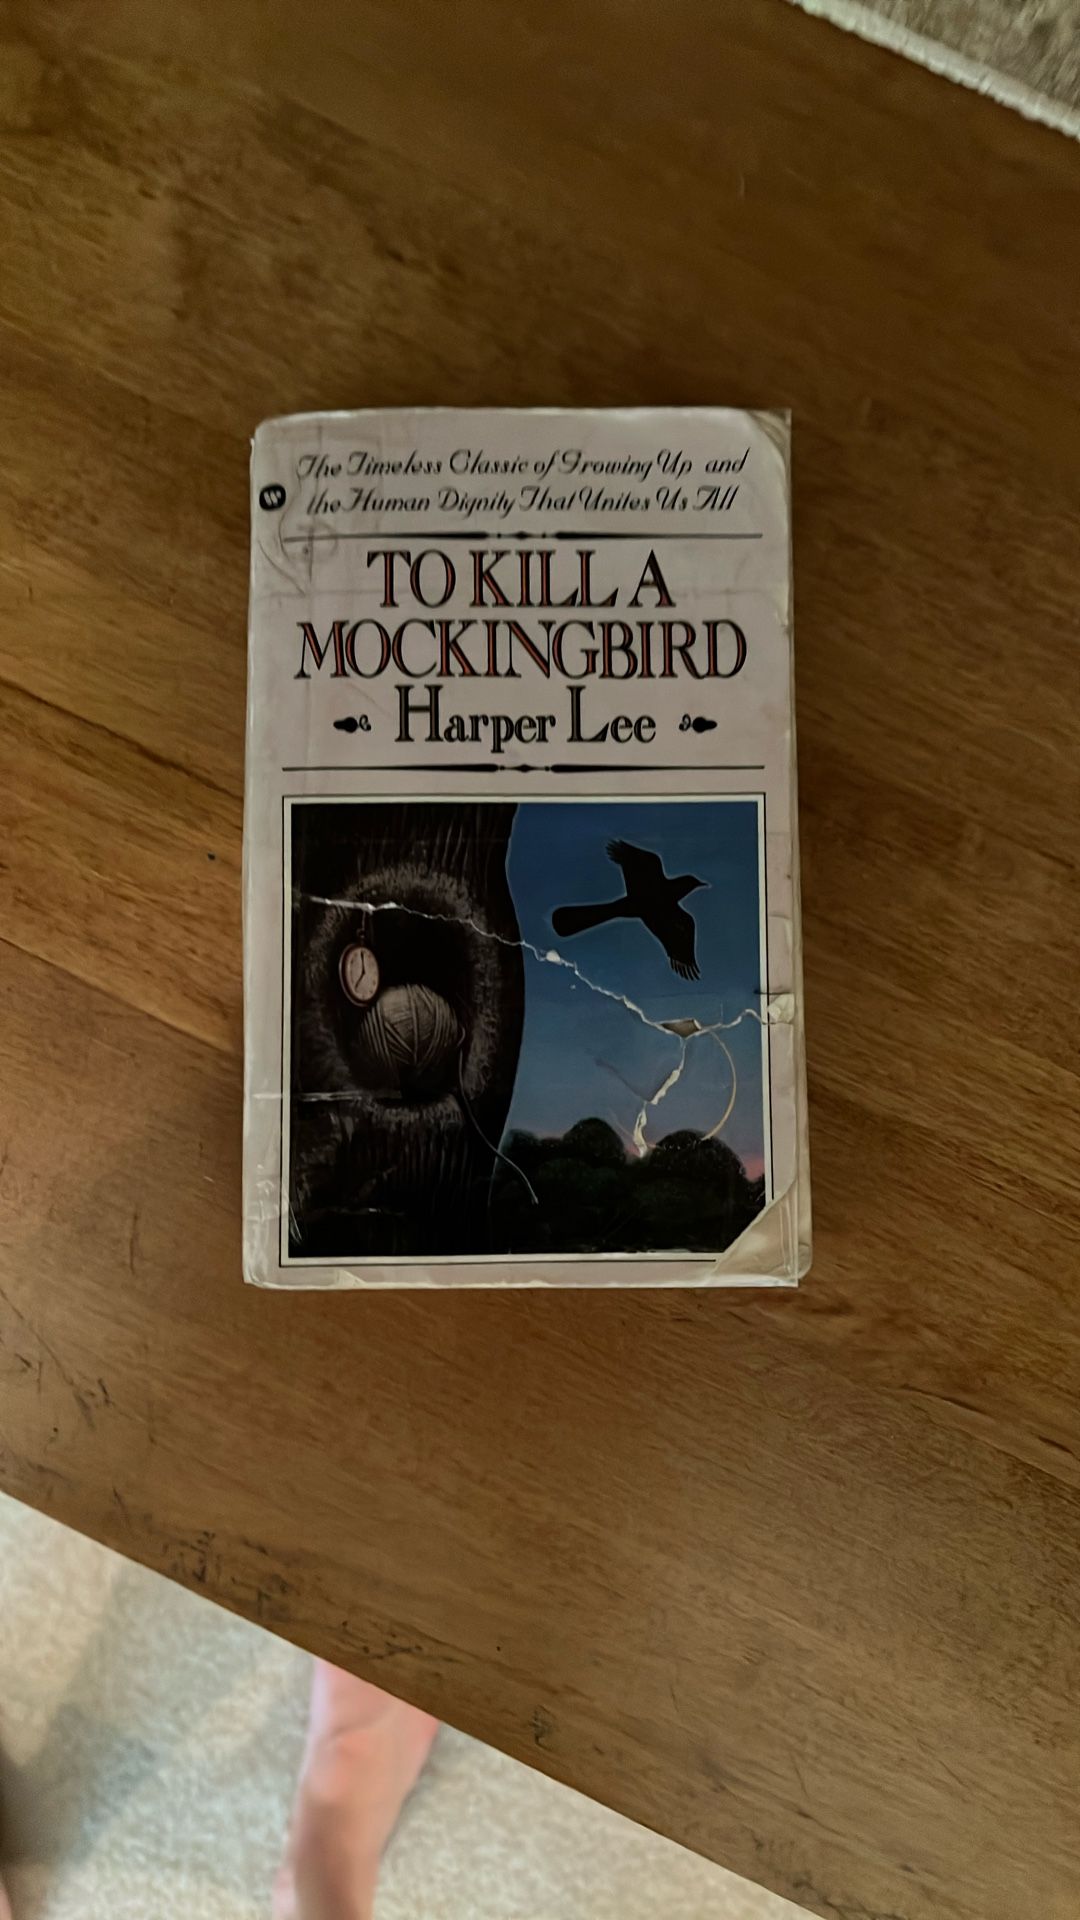 The Timeless Classic of Growing Up and
the Human Dignity That Unites Us All
TO KILL A
MOCKINGBIRD
Harper Lee